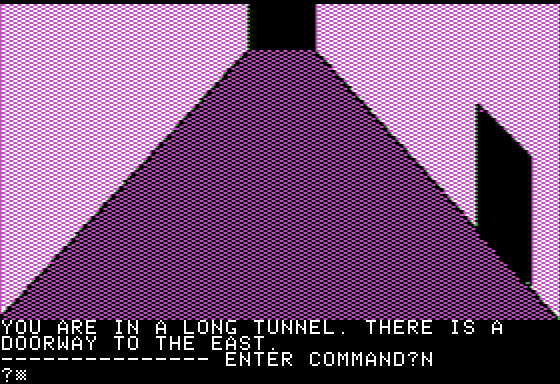 YOU ARE IN A LONG TUNNEL. THERE IS A
DOORWAY TO THE EAST.
--------------- ENTER COMMAND?N
?